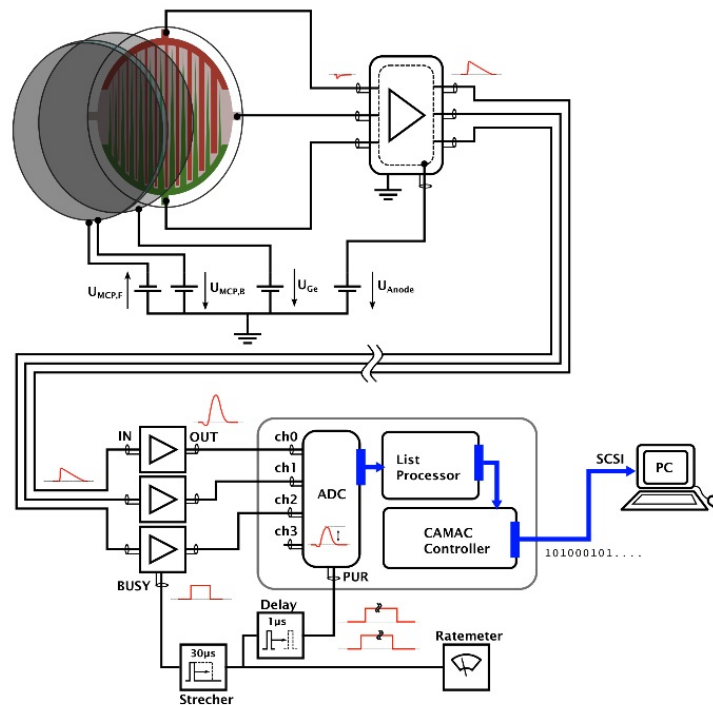 U_MCP,F
U_MCP,B
U_Ge
U_Anode
IN
OUT
ch0
ch1
ch2
ch3
ADC
List
Processor
CAMAC
Controller
SCSI
PC
101000101....
BUSY
PUR
Delay
1µs
30µs
Strecher
Ratemeter